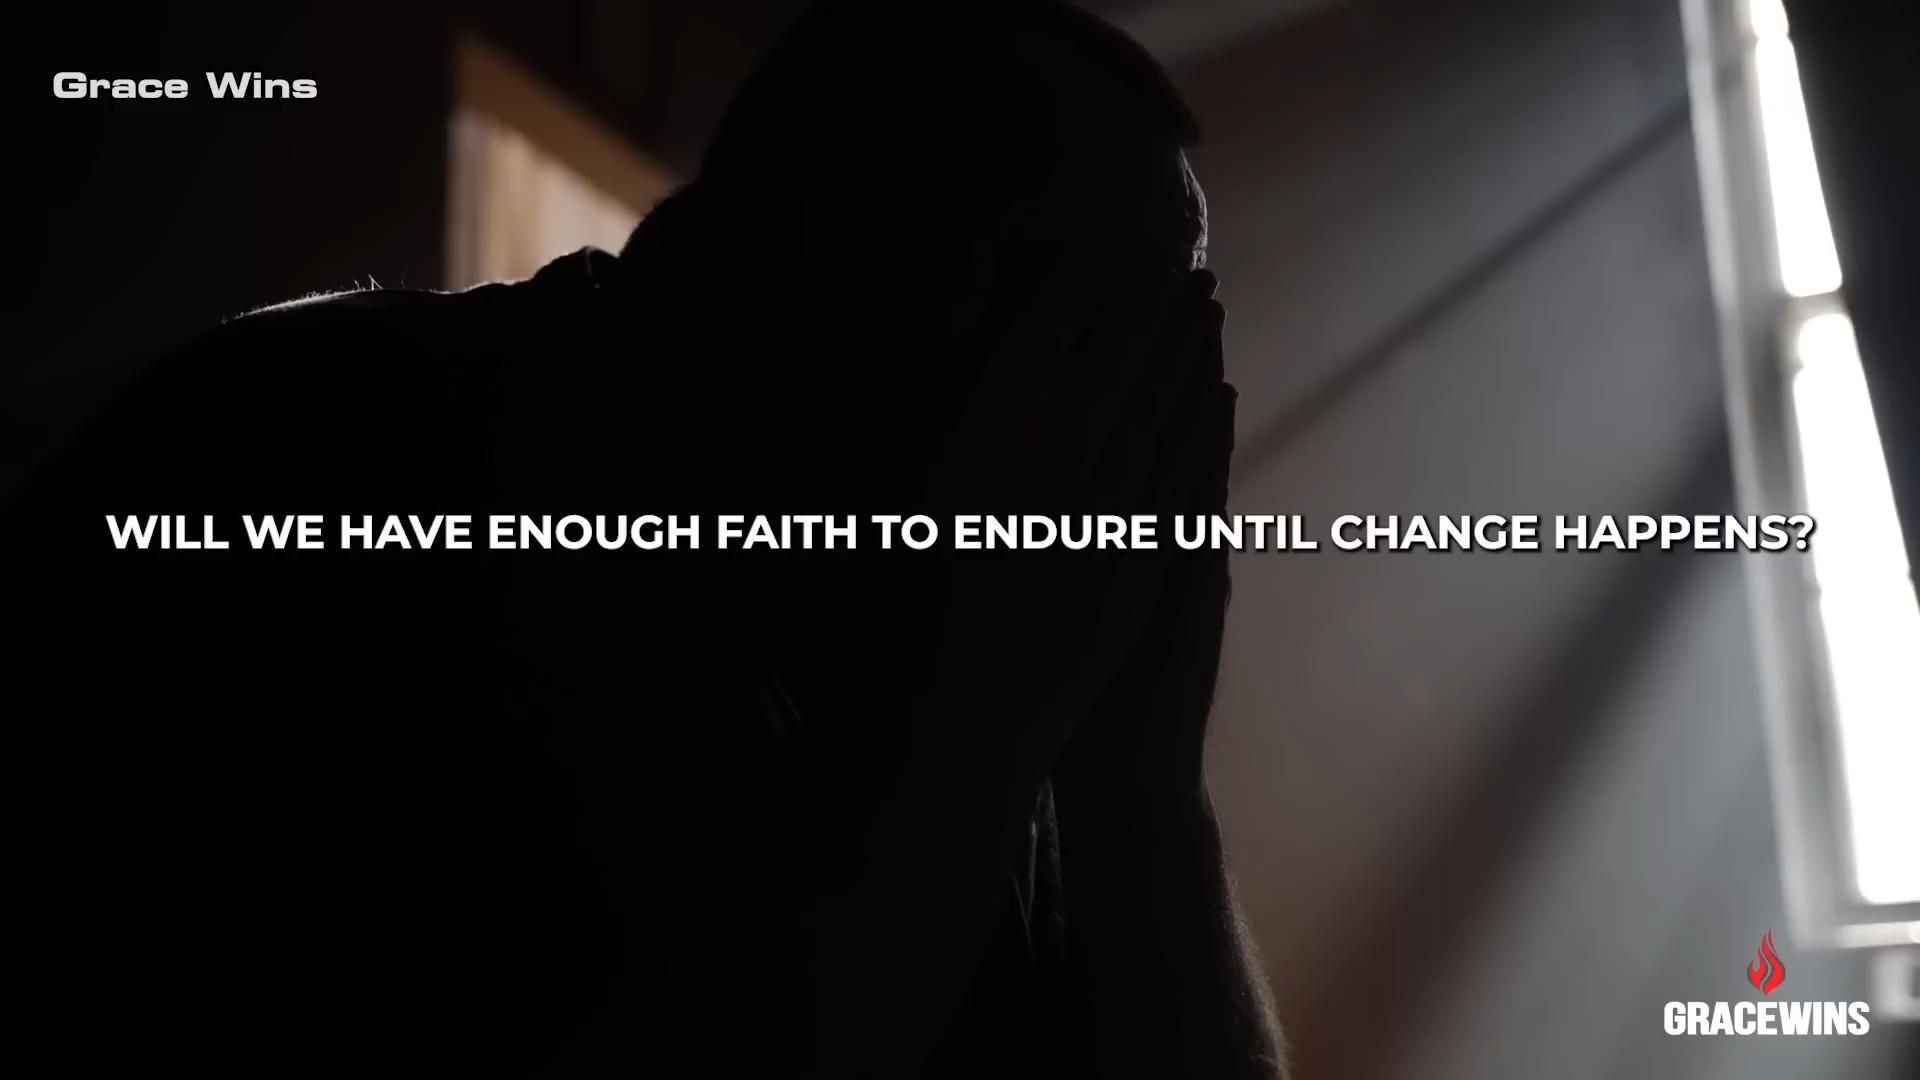 Grace Wins
WILL WE HAVE ENOUGH FAITH TO ENDURE UNTIL CHANGE HAPPENS?
GRACEWINS